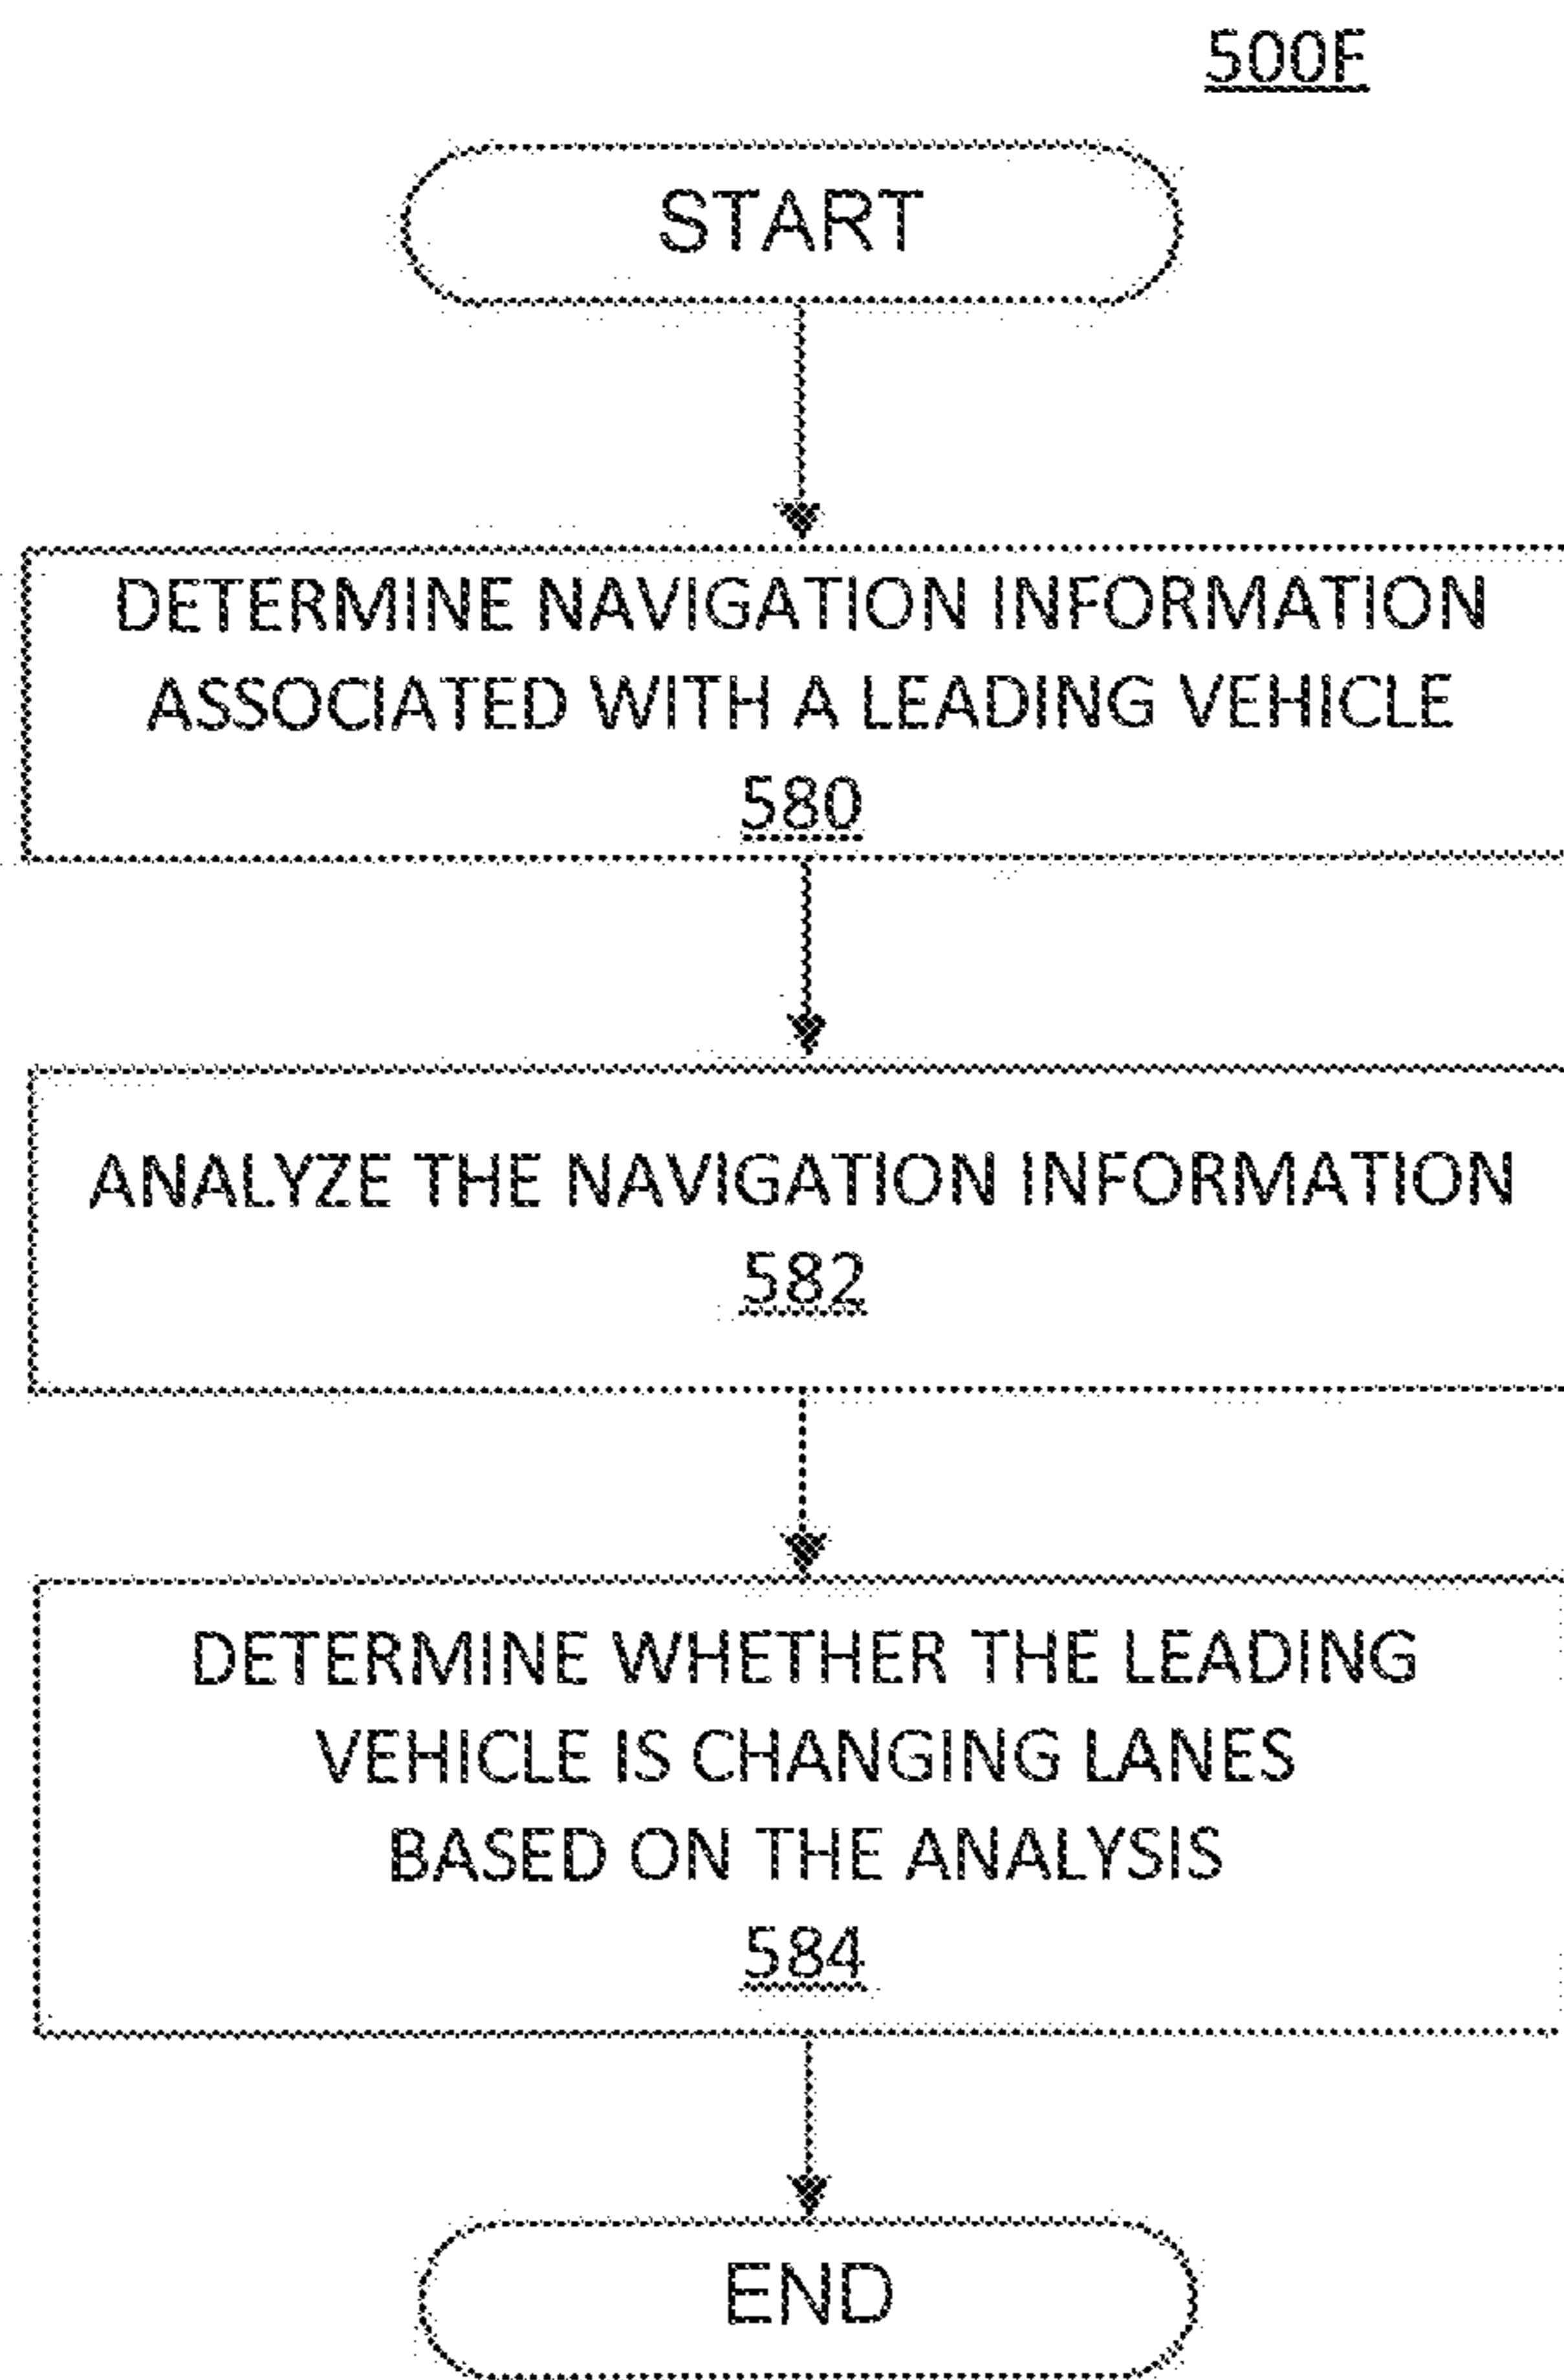 500F
START
DETERMINE NAVIGATION INFORMATION
ASSOCIATED WITH A LEADING VEHICLE
580
ANALYZE THE NAVIGATION INFORMATION
582
DETERMINE WHETHER THE LEADING
VEHICLE IS CHANGING LANES
BASED ON THE ANALYSIS
584
END